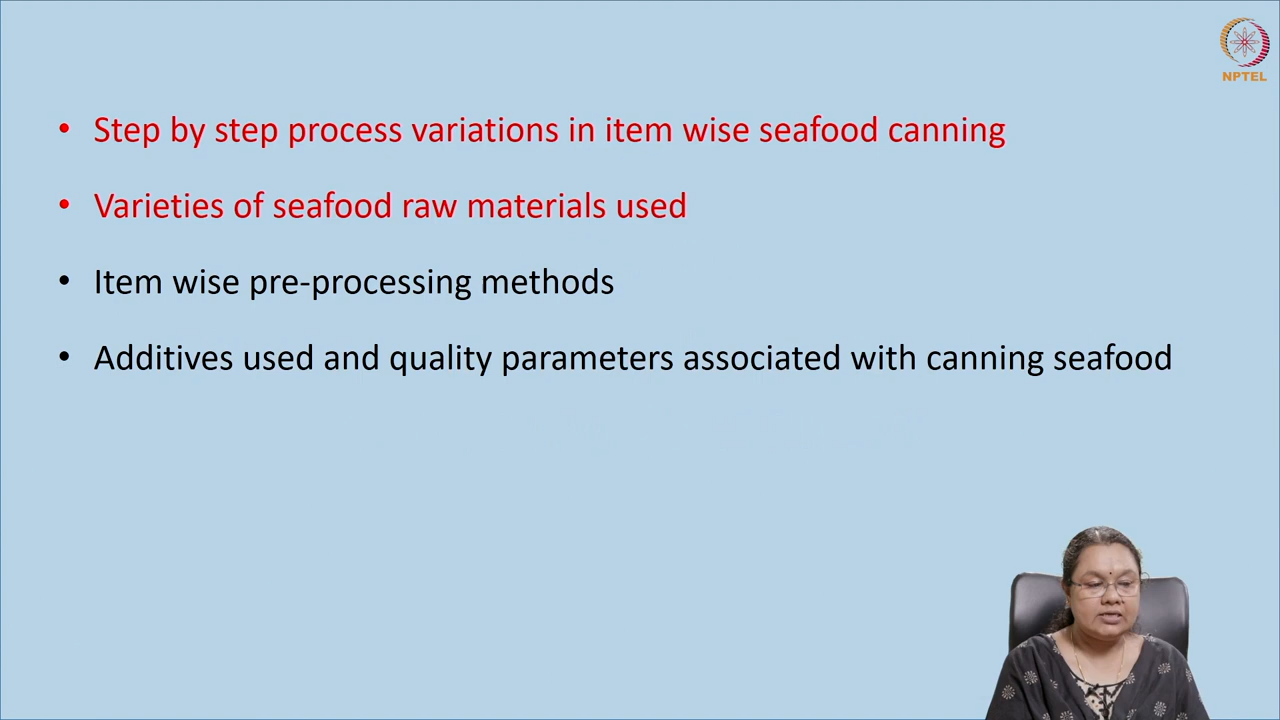 NPTEL
• Step by step process variations in item wise seafood canning
• Varieties of seafood raw materials used
• Item wise pre-processing methods
• Additives used and quality parameters associated with canning seafood